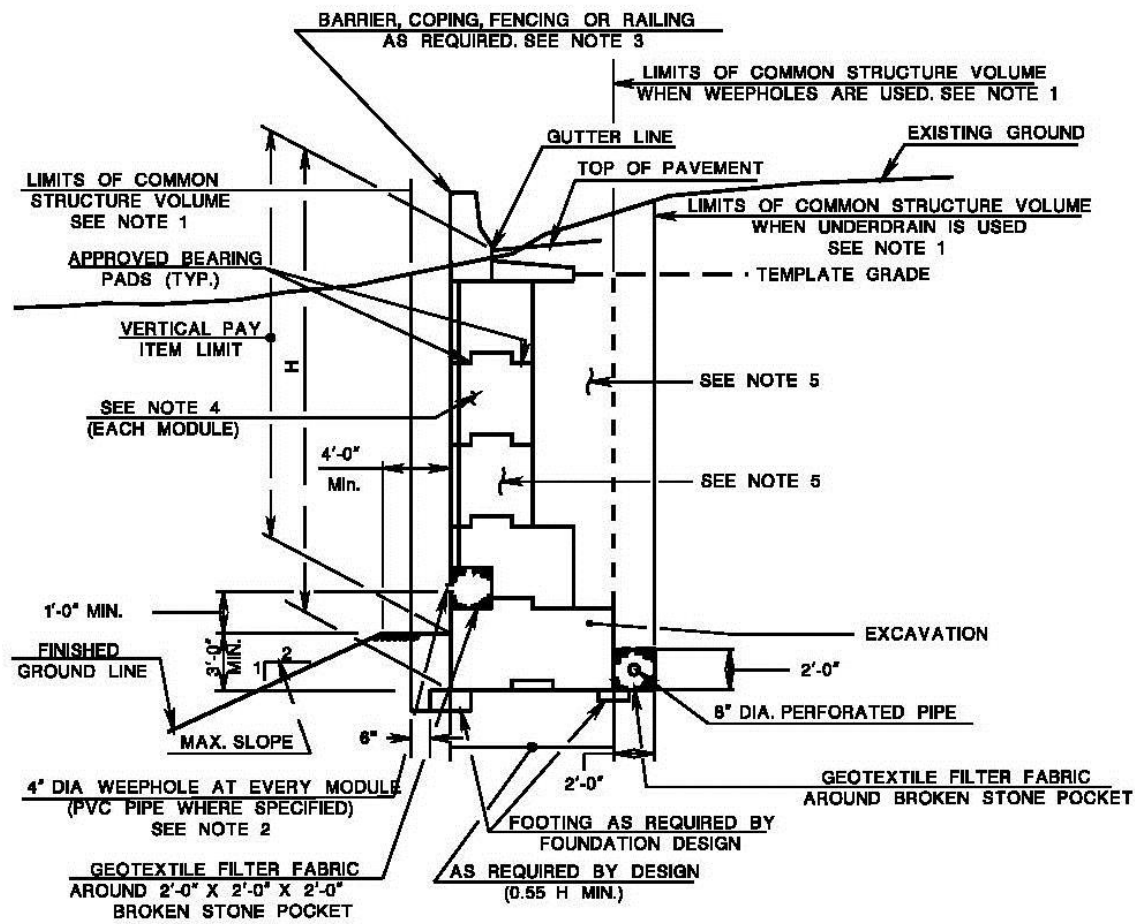 BARRIER, COPING, FENCING OR RAILING
AS REQUIRED. SEE NOTE 3
LIMITS OF COMMON STRUCTURE VOLUME
WHEN WEEPHOLES ARE USED. SEE NOTE 1
GUTTER LINE
EXISTING GROUND
TOP OF PAVEMENT
LIMITS OF COMMON
STRUCTURE VOLUME
SEE NOTE 1
LIMITS OF COMMON STRUCTURE VOLUME
WHEN UNDERDRAIN IS USED
SEE NOTE 1
APPROVED BEARING
PADS (TYP.)
TEMPLATE GRADE
VERTICAL PAY
ITEM LIMIT
H
SEE NOTE 5
SEE NOTE 4
(EACH MODULE)
4'-0"
Min.
SEE NOTE 5
1'-0" MIN.
EXCAVATION
FINISHED
GROUND LINE
3'-0"
MIN.
1
2
2'-0"
MAX. SLOPE
6"
8" DIA. PERFORATED PIPE
2'-0"
4" DIA WEEPHOLE AT EVERY MODULE
(PVC PIPE WHERE SPECIFIED)
SEE NOTE 2
GEOTEXTILE FILTER FABRIC
AROUND BROKEN STONE POCKET
FOOTING AS REQUIRED BY
FOUNDATION DESIGN
GEOTEXTILE FILTER FABRIC
AROUND 2'-0" X 2'-0" X 2'-0"
BROKEN STONE POCKET
AS REQUIRED BY DESIGN
(0.55 H MIN.)